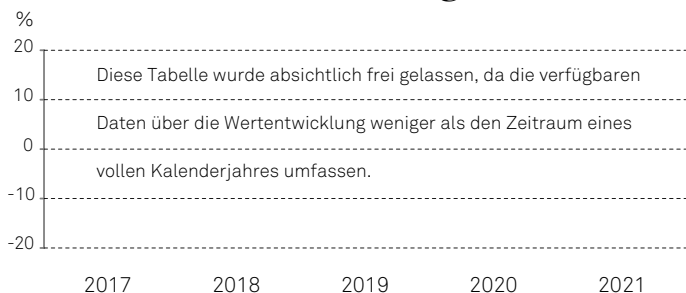 %
20
Diese Tabelle wurde absichtlich frei gelassen, da die verfügbaren
10
Daten über die Wertentwicklung weniger als den Zeitraum eines
0
vollen Kalenderjahres umfassen.
-10
-20
2017 2018 2019 2020 2021